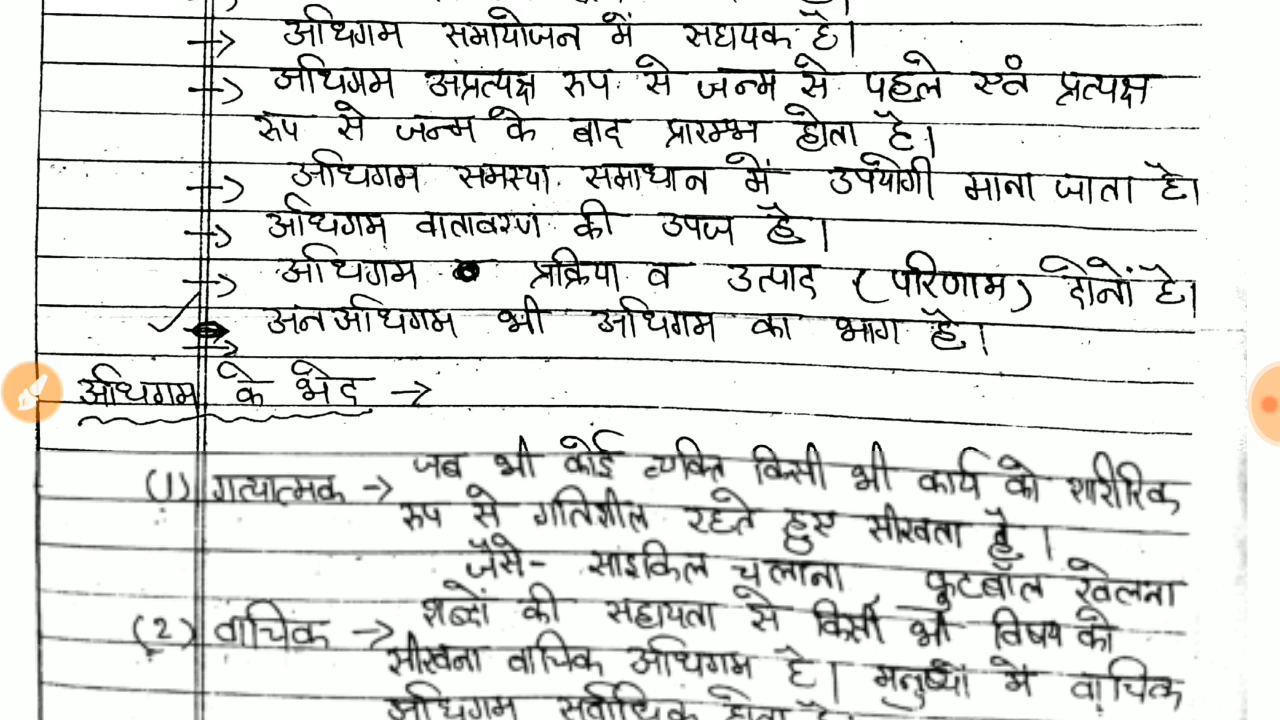 → अधिगम समायोजन में सहायक है।
→ अधिगम अप्रत्यक्ष रूप से जन्म से पहले एवं प्रत्यक्ष
रूप से जन्म के बाद प्रारम्भ होता है।
→ अधिगम समस्या समाधान में उपयोगी माना जाता है।
→ अधिगम वातावरण की उपज है।
→ अधिगम प्रक्रिया व उत्पाद (परिणाम) दोनों है।
→ अनअधिगम भी अधिगम का भाग है।
अधिगम के भेद →
(1) गत्यात्मक → जब भी कोई व्यक्ति किसी भी कार्य को शारीरिक
रूप से गतिशील रहते हुए सीखता है।
जैसे- साइकिल चलाना फुटबॉल खेलना
(2) वाचिक → शब्दों की सहायता से किसी भी विषय को
सीखना वाचिक अधिगम है। मनुष्यों में वाचिक
अधिगम सर्वाधिक होता है